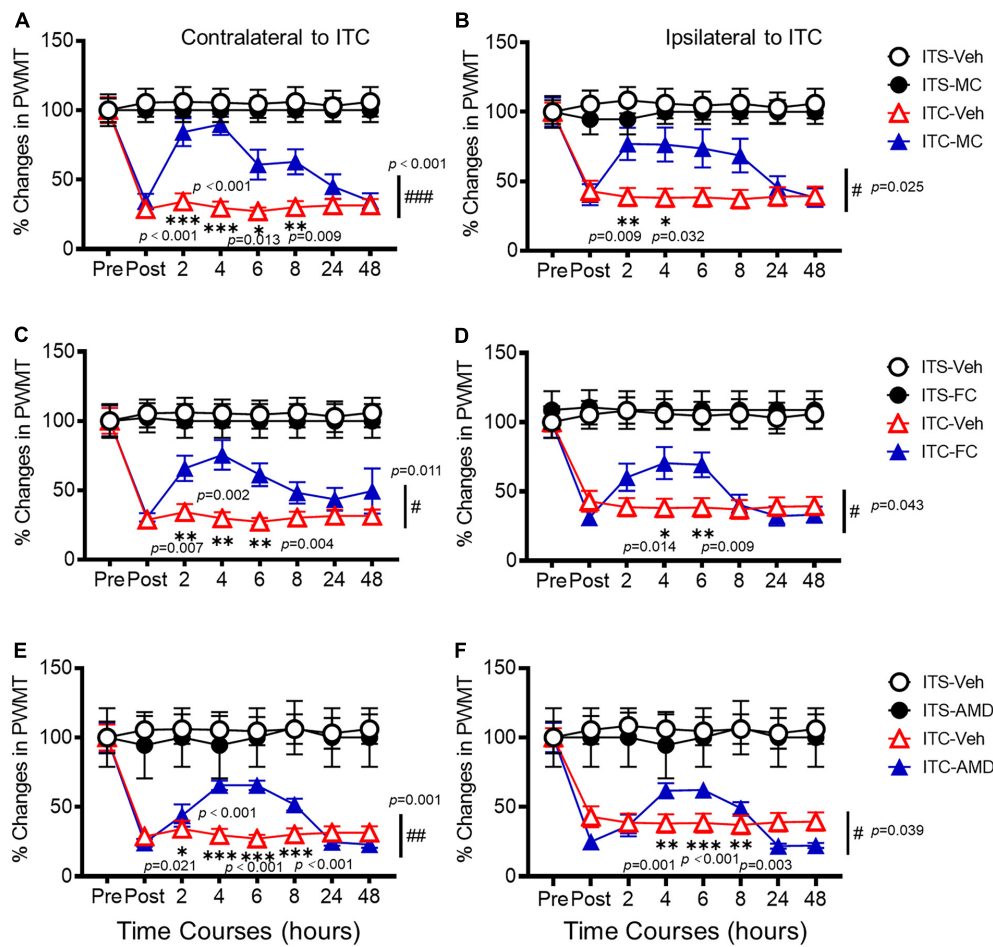 A
Contralateral to ITC
% Changes in PWMT
150
100
50
0
p < 0.001
p < 0.001
###
*** *** * **
p < 0.001
p=0.013
p=0.009
Pre Post 2 4 6 8 24 48
B
Ipsilateral to ITC
% Changes in PWMT
150
100
50
0
# p=0.025
** *
p=0.009
p=0.032
Pre Post 2 4 6 8 24 48
ITS-Veh
ITS-MC
ITC-Veh
ITC-MC
C
% Changes in PWMT
150
100
50
0
p=0.011
p=0.002
#
** ** **
p=0.007
p=0.004
Pre Post 2 4 6 8 24 48
D
% Changes in PWMT
150
100
50
0
# p=0.043
* **
p=0.014
p=0.009
Pre Post 2 4 6 8 24 48
ITS-Veh
ITS-FC
ITC-Veh
ITC-FC
E
% Changes in PWMT
150
100
50
0
p=0.001
p < 0.001
##
* *** *** ***
p=0.021
p<0.001
p <0.001
Pre Post 2 4 6 8 24 48
Time Courses (hours)
F
% Changes in PWMT
150
100
50
0
# p=0.039
** *** **
p=0.001
p<0.001
p=0.003
Pre Post 2 4 6 8 24 48
Time Courses (hours)
ITS-Veh
ITS-AMD
ITC-Veh
ITC-AMD